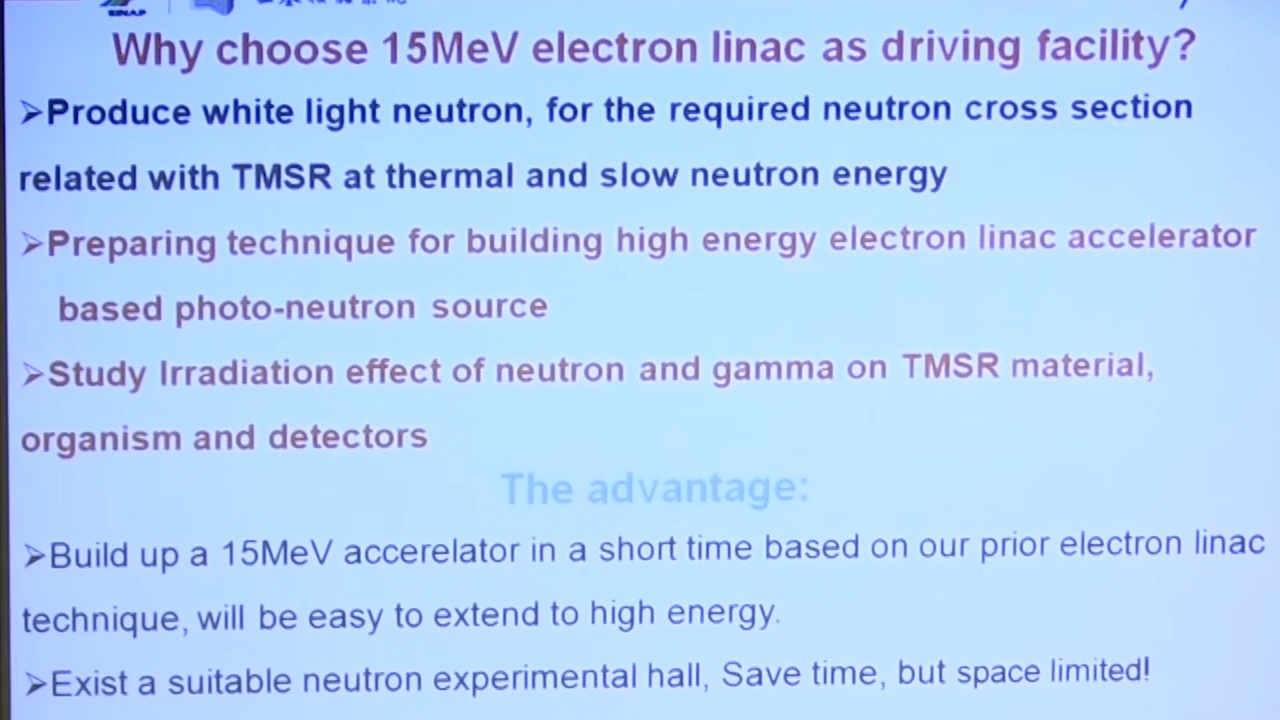 SINAP
Why choose 15MeV electron linac as driving facility?
➢Produce white light neutron, for the required neutron cross section
related with TMSR at thermal and slow neutron energy
➢Preparing technique for building high energy electron linac accelerator
based photo-neutron source
➢Study Irradiation effect of neutron and gamma on TMSR material,
organism and detectors
The advantage:
➢Build up a 15MeV accerelator in a short time based on our prior electron linac
technique, will be easy to extend to high energy.
➢Exist a suitable neutron experimental hall, Save time, but space limited!